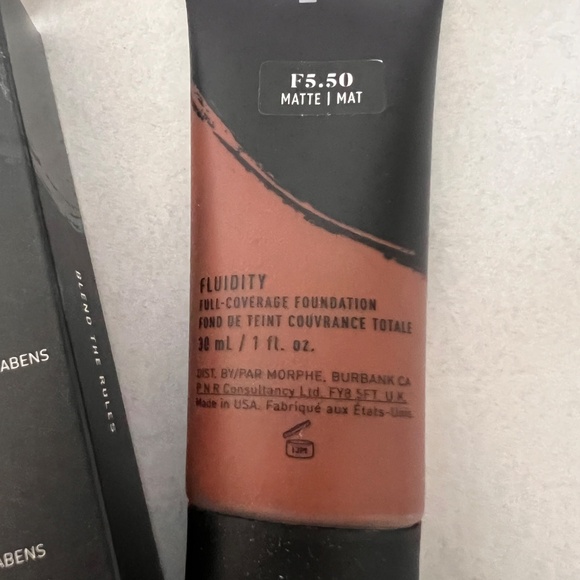 F5.50
MATTE | MAT
FLUIDITY
FULL-COVERAGE FOUNDATION
FOND DE TEINT COUVRANCE TOTALE
30 mL / 1 fl. oz.
DIST. BY/PAR MORPHE, BURBANK CA
P.N.R Consultancy Ltd. FY8 5FT. U.K.
Made in USA. Fabriqué aux États-Unis.
12M
BLEND THE RULES
ABENS
ABENS